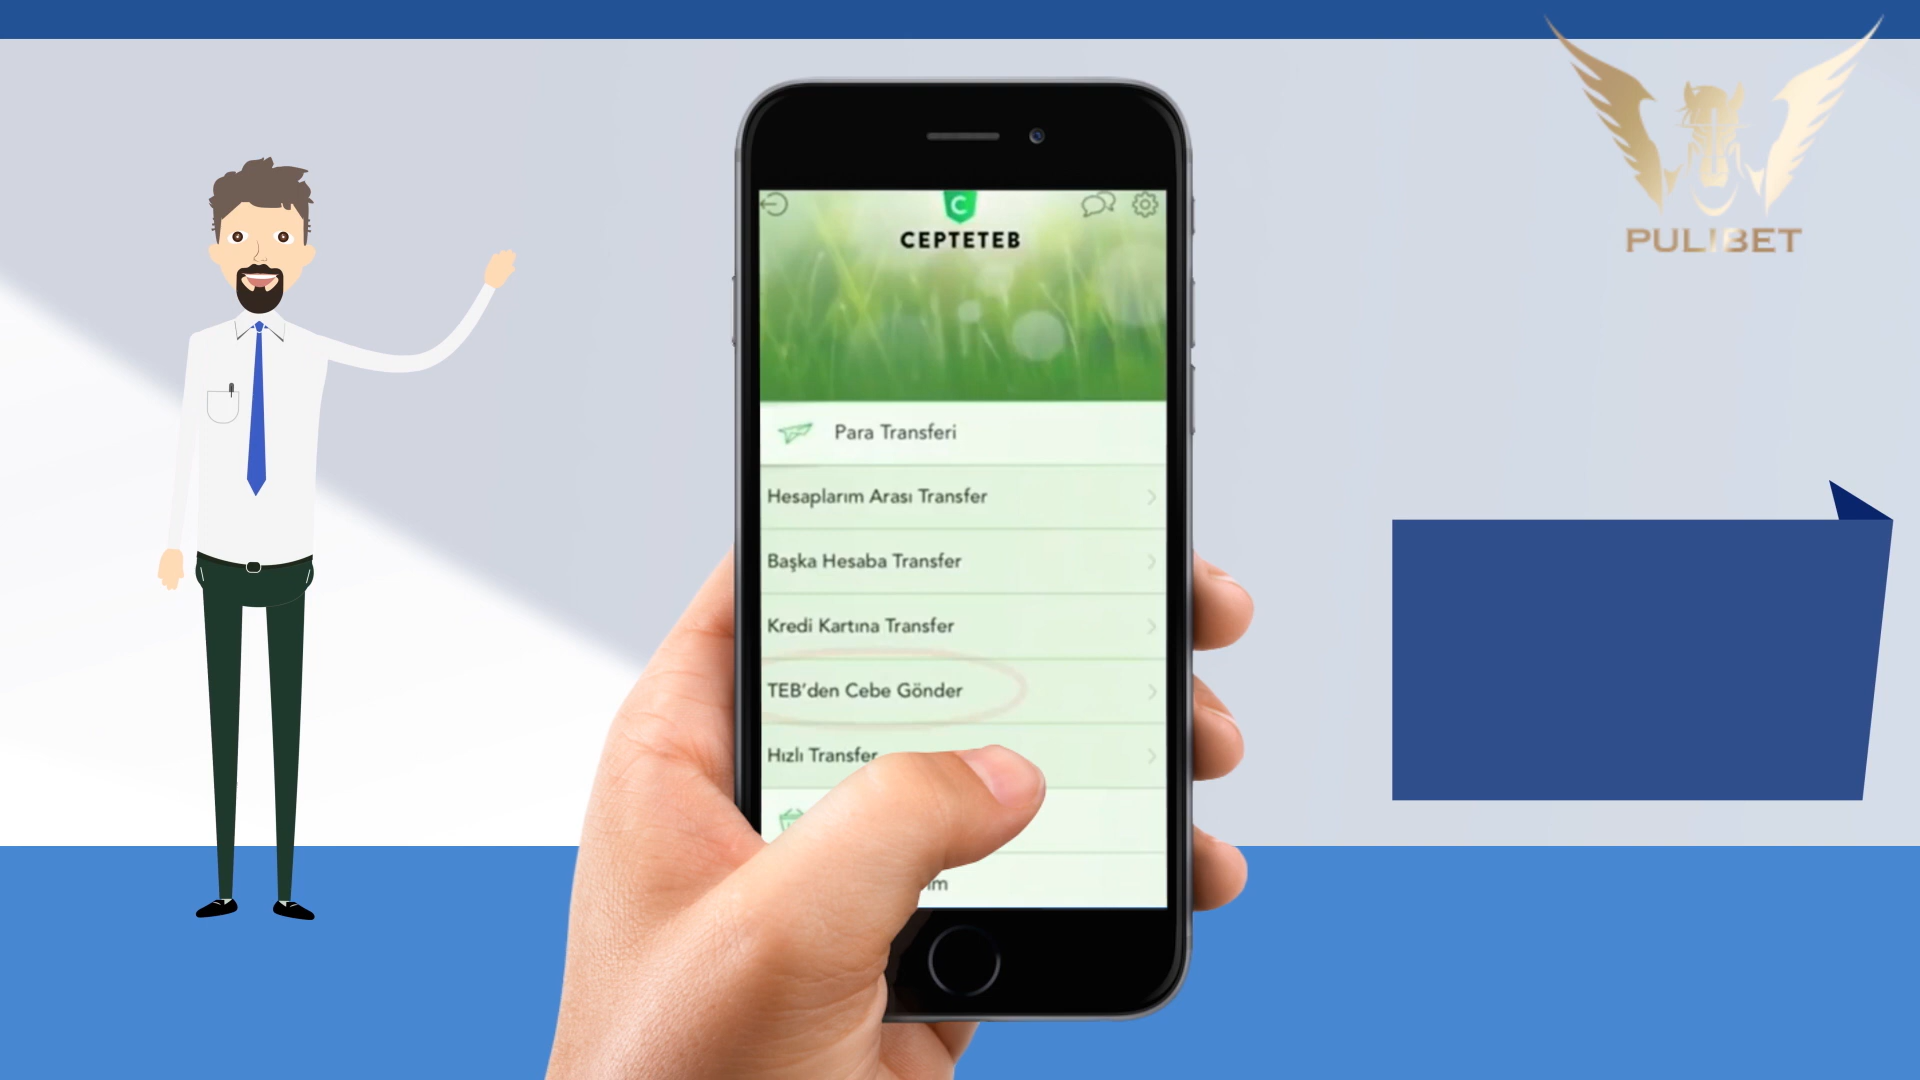 PULIBET
C
CEPTETEB
Para Transferi
Hesaplarım Arası Transfer
Başka Hesaba Transfer
Kredi Kartına Transfer
TEB'den Cebe Gönder
Hızlı Transfer